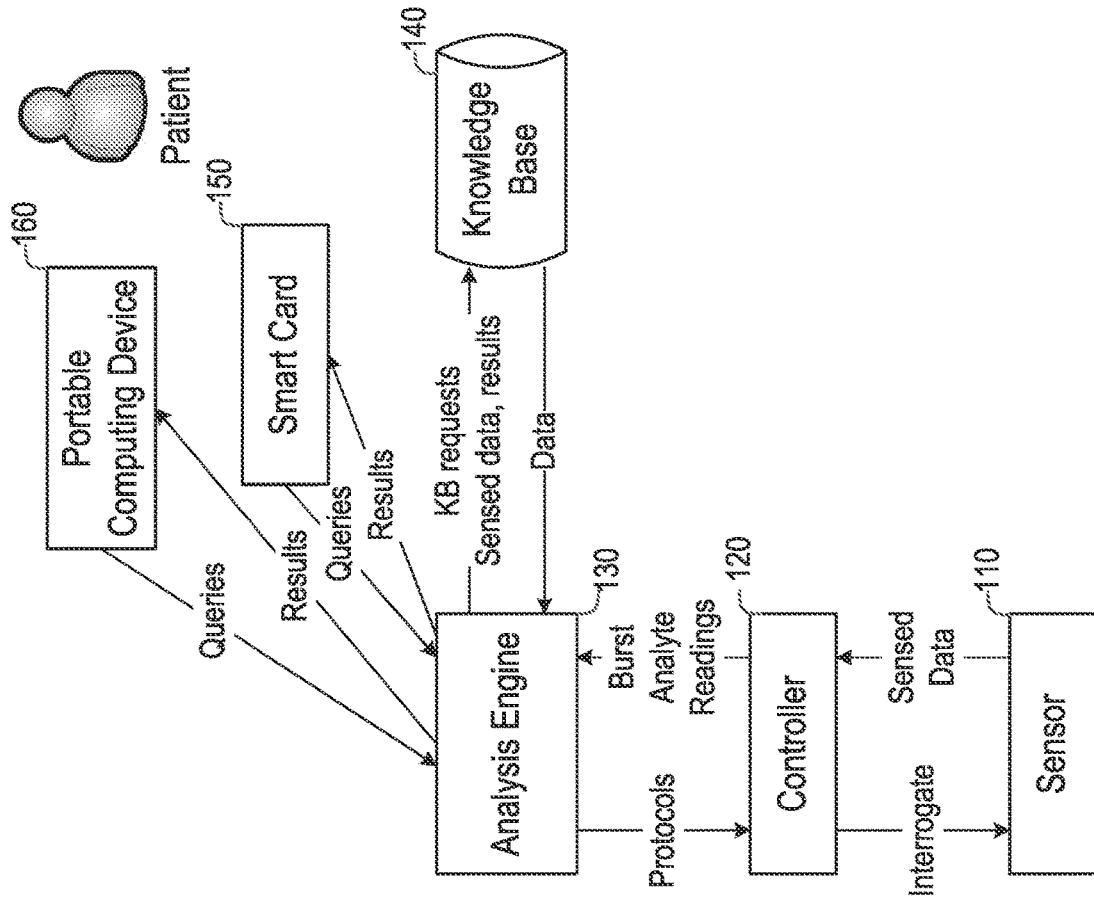 Patient
160
Portable
Computing Device
150
Smart Card
140
Knowledge
Base
Queries
Results
Queries
Results
KB requests
Sensed data, results
Data
Analysis Engine
130
Protocols
Burst
Analyte
Readings
Controller
120
Interrogate
Sensed
Data
Sensor
110